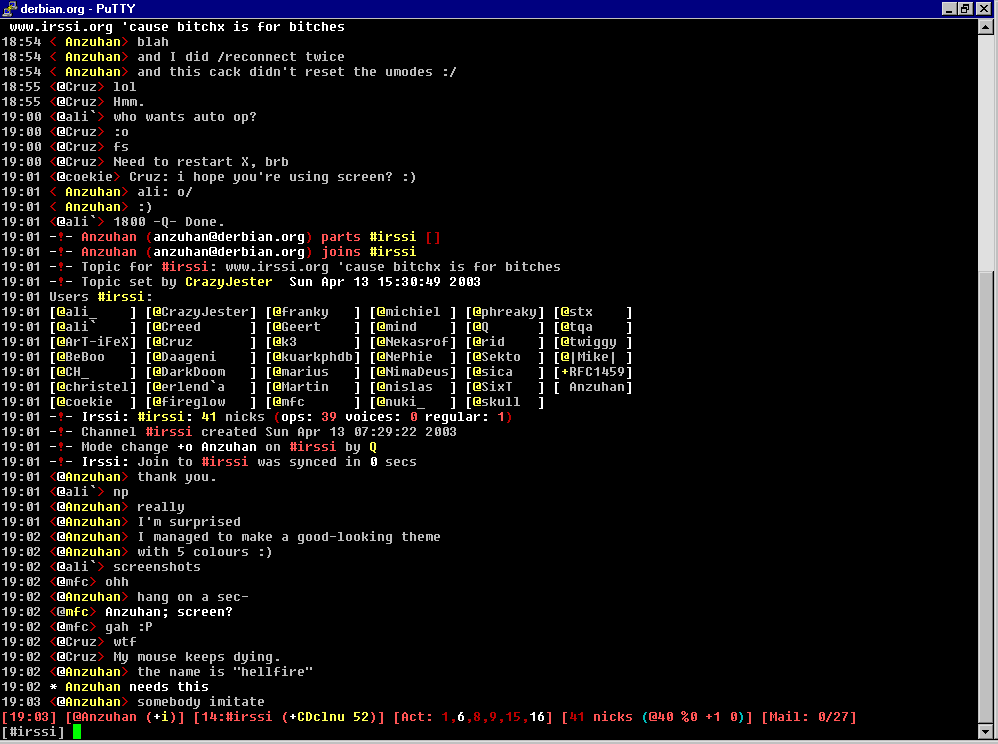 derbian.org - PuTTY
www.irssi.org 'cause bitchx is for bitches
18:54 < Anzuhan> blah
18:54 < Anzuhan> and I did /reconnect twice
18:54 < Anzuhan> and this cack didn't reset the umodes :/
18:55 <@Cruz> lol
18:55 <@Cruz> Hmm.
19:00 <@ali`> who wants auto op?
19:00 <@Cruz> :o
19:00 <@Cruz> fs
19:00 <@Cruz> Need to restart X, brb
19:01 <@coekie> Cruz: i hope you're using screen? :)
19:01 < Anzuhan> ali: o/
19:01 < Anzuhan> :)
19:01 <@ali`> 1800 -Q- Done.
19:01 -!- Anzuhan (anzuhan@derbian.org) parts #irssi []
19:01 -!- Anzuhan (anzuhan@derbian.org) joins #irssi
19:01 -!- Topic for #irssi: www.irssi.org 'cause bitchx is for bitches
19:01 -!- Topic set by CrazyJester  Sun Apr 13 15:30:49 2003
19:01 Users #irssi:
19:01 [@ali_    ] [@CrazyJester] [@franky   ] [@michiel  ] [@phreaky] [@stx    ]
19:01 [@ali`    ] [@Creed      ] [@Geert    ] [@mind     ] [@Q      ] [@tqa    ]
19:01 [@ArT-iFeX] [@Cruz       ] [@k3       ] [@Nekasrof] [@rid    ] [@twiggy ]
19:01 [@BeBoo   ] [@Daageni    ] [@kuarkphdb] [@NePhie  ] [@Sekto  ] [@|Mike| ]
19:01 [@CH_     ] [@DarkDoom   ] [@marius   ] [@NimaDeus] [@sica   ] [+RFC1459]
19:01 [@christel] [@erlend`a   ] [@Martin   ] [@nislas  ] [@SixT   ] [ Anzuhan]
19:01 [@coekie  ] [@fireglow   ] [@mfc      ] [@nuki_   ] [@skull  ]
19:01 -!- Irssi: #irssi: 41 nicks (ops: 39 voices: 0 regular: 1)
19:01 -!- Channel #irssi created Sun Apr 13 07:29:22 2003
19:01 -!- Mode change +o Anzuhan on #irssi by Q
19:01 -!- Irssi: Join to #irssi was synced in 0 secs
19:01 <@Anzuhan> thank you.
19:01 <@ali`> np
19:01 <@Anzuhan> really
19:01 <@Anzuhan> I'm surprised
19:02 <@Anzuhan> I managed to make a good-looking theme
19:02 <@Anzuhan> with 5 colours :)
19:02 <@ali`> screenshots
19:02 <@mfc> ohh
19:02 <@Anzuhan> hang on a sec-
19:02 <@mfc> Anzuhan; screen?
19:02 <@mfc> gah :P
19:02 <@Cruz> wtf
19:02 <@Cruz> My mouse keeps dying.
19:02 <@Anzuhan> the name is "hellfire"
19:02 * Anzuhan needs this
19:03 <@Anzuhan> somebody imitate
[19:03] [@Anzuhan (+i)] [14:#irssi (+CDclnu 52)] [Act: 1,6,8,9,15,16] [41 nicks (@40 %0 +1 0)] [Mail: 0/27]
[#irssi]